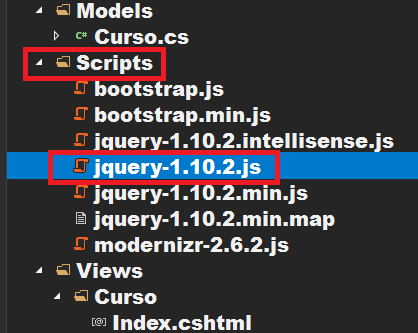 Models
C# Curso.cs
Scripts
bootstrap.js
bootstrap.min.js
jquery-1.10.2.intellisense.js
jquery-1.10.2.js
jquery-1.10.2.min.js
jquery-1.10.2.min.map
modernizr-2.6.2.js
Views
Curso
[@] Index.cshtml